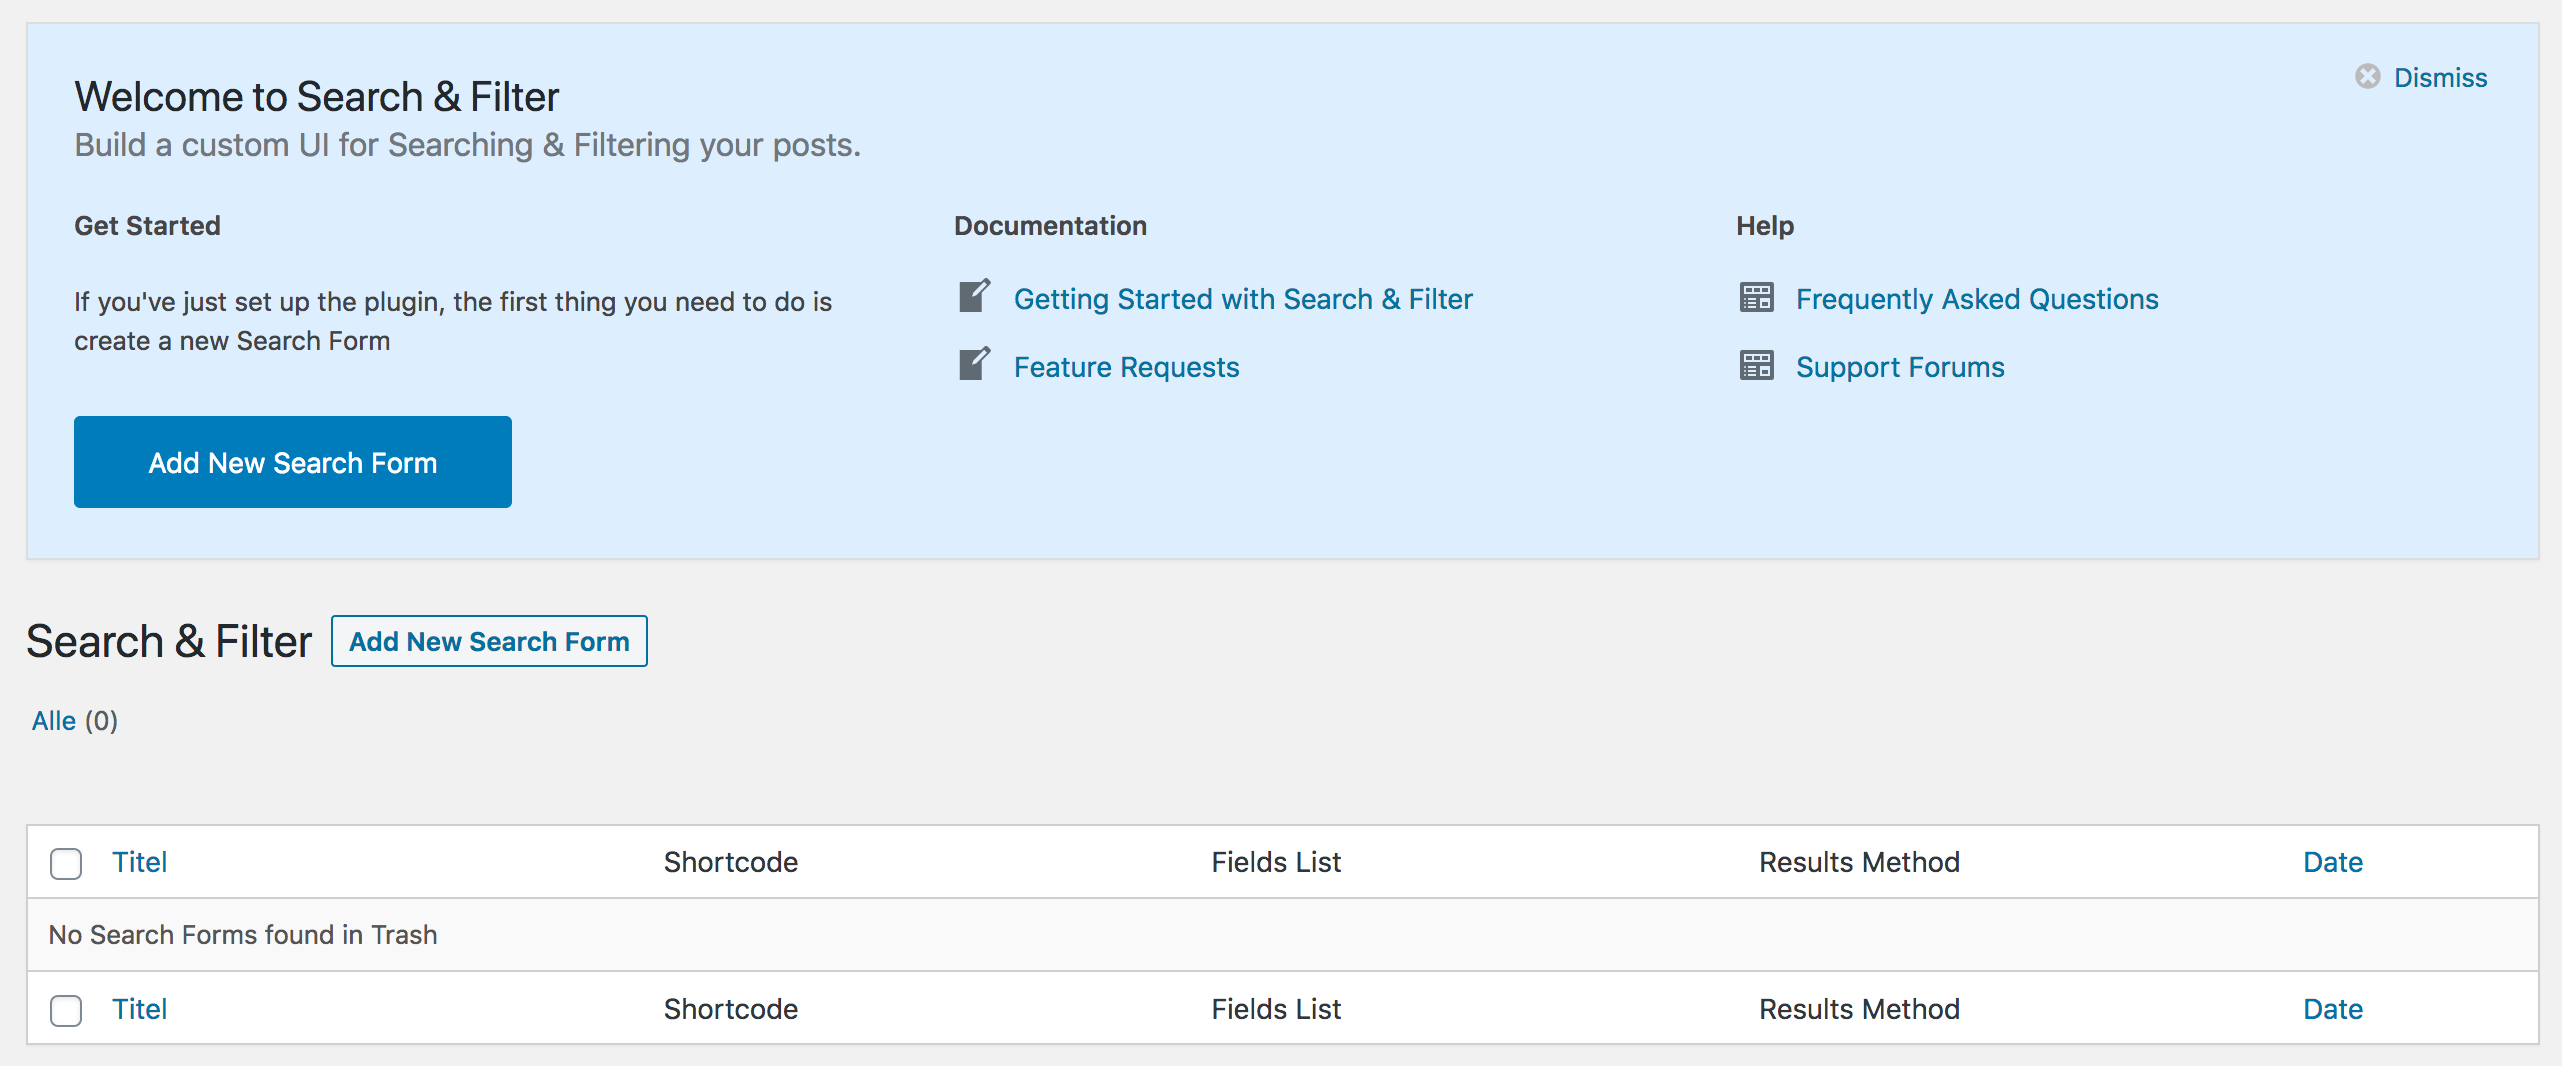 Welcome to Search & Filter
Dismiss
Build a custom UI for Searching & Filtering your posts.
Get Started
If you've just set up the plugin, the first thing you need to do is
create a new Search Form
Add New Search Form
Documentation
Getting Started with Search & Filter
Feature Requests
Help
Frequently Asked Questions
Support Forums
Search & Filter Add New Search Form
Alle (0)
Titel Shortcode Fields List Results Method Date
No Search Forms found in Trash
Titel Shortcode Fields List Results Method Date